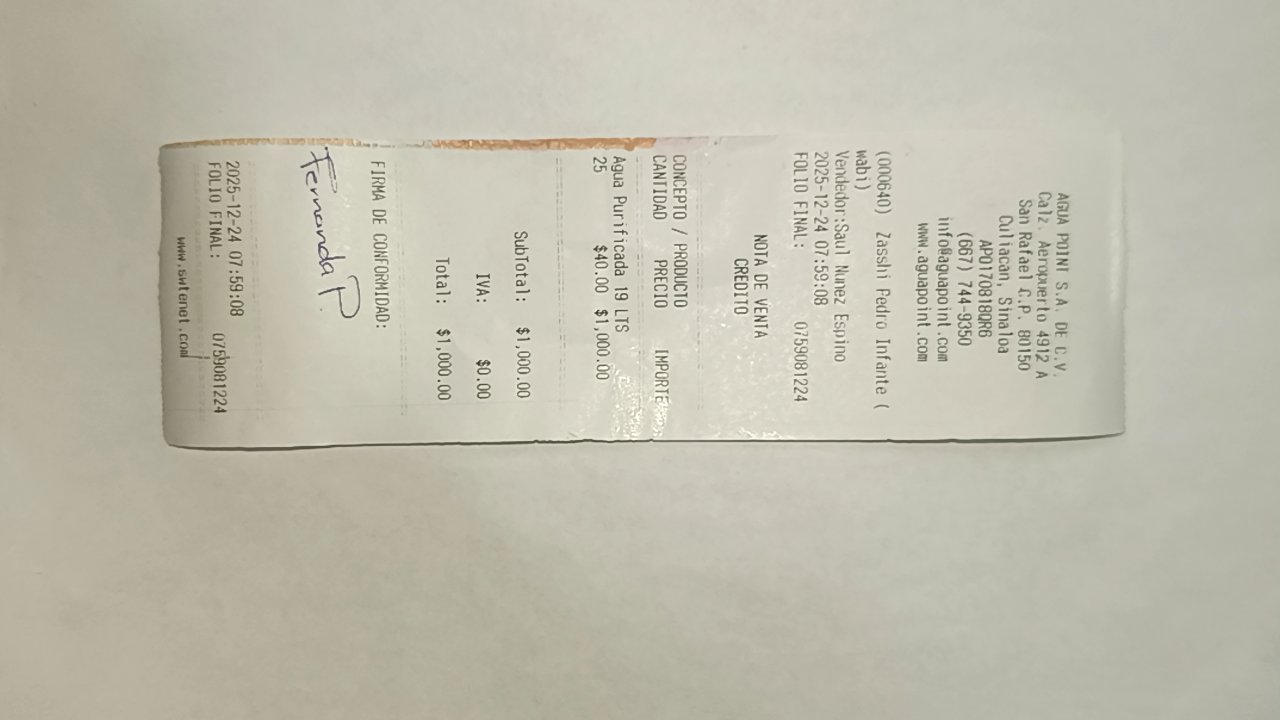 AGUA POINT S.A. DE C.V.
Calz. Aeropuerto 4912 A
San Rafael C.P. 80150
Culiacan, Sinaloa
APO170818QR6
(667) 744-9350
info@aguapoint.com
www.aguapoint.com
(000640) Zasshi Pedro Infante (
wabi)
Vendedor:Saul Nunez Espino
2025-12-24 07:59:08
FOLIO FINAL: 0759081224
NOTA DE VENTA
CREDITO
CONCEPTO / PRODUCTO
CANTIDAD PRECIO IMPORTE
Agua Purificada 19 LTS
25 $40.00 $1,000.00
SubTotal: $1,000.00
IVA: $0.00
Total: $1,000.00
FIRMA DE CONFORMIDAD:
Fernanda P
2025-12-24 07:59:08
FOLIO FINAL: 0759081224
www.swtenet.com